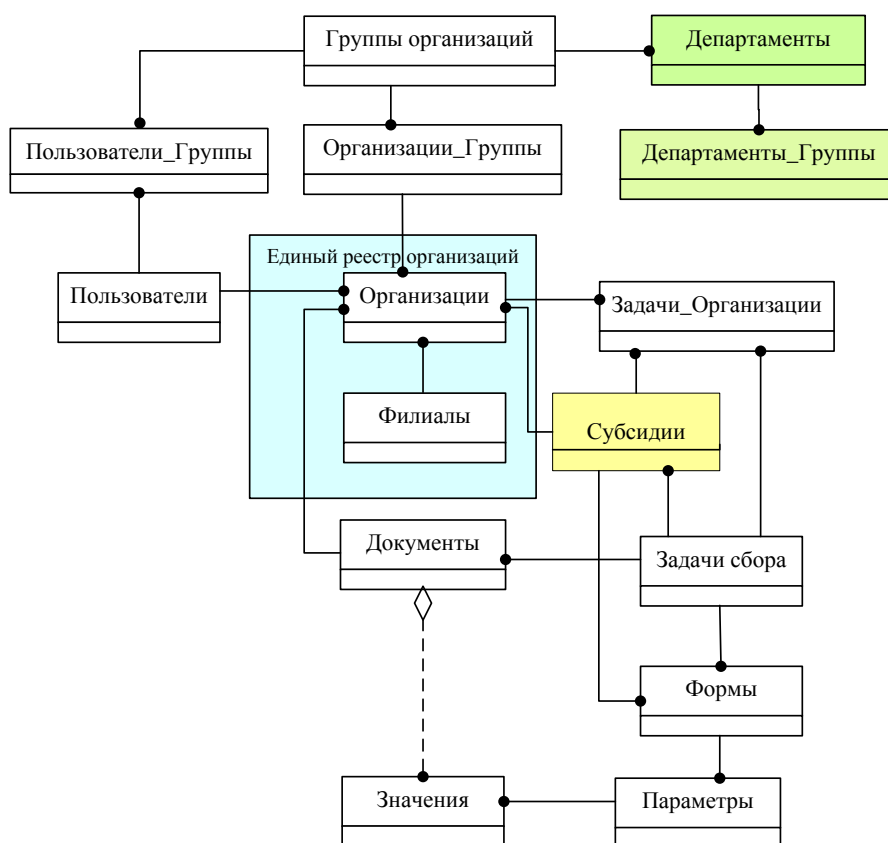 Группы организаций
Департаменты
Пользователи_Группы
Организации_Группы
Департаменты_Группы
Единый реестр организаций
Пользователи
Организации
Задачи_Организации
Филиалы
Субсидии
Документы
Задачи сбора
Формы
Значения
Параметры